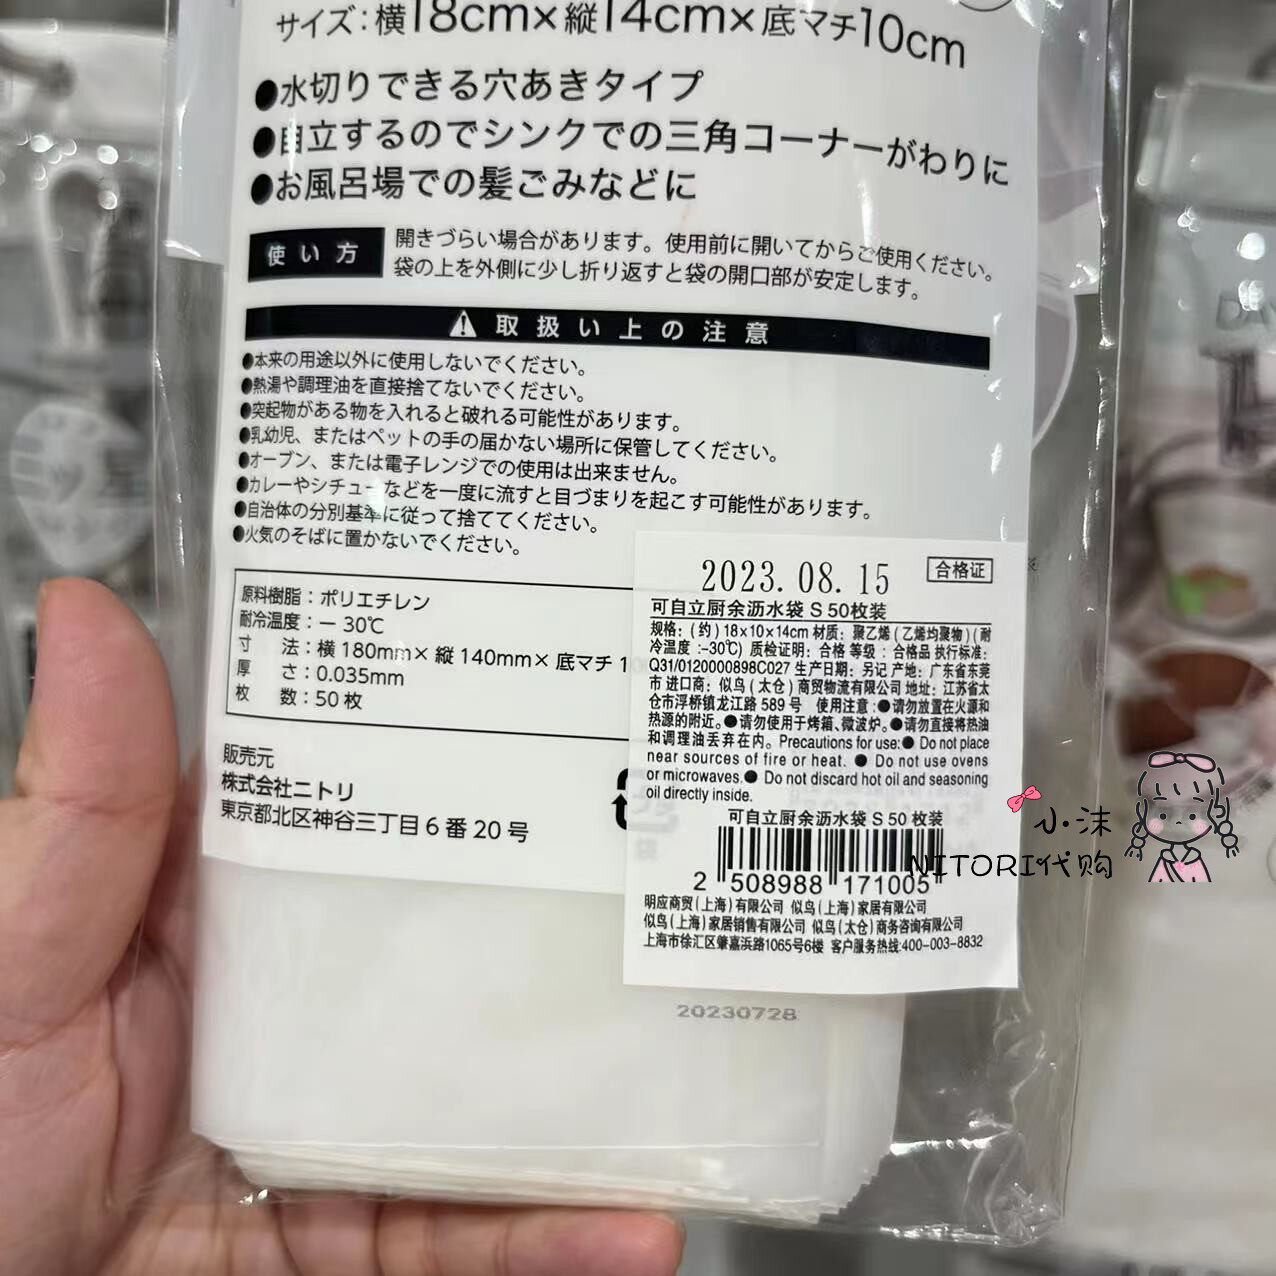 サイズ：横18cm×縦14cm×底マチ10cm
●水切りできる穴あきタイプ
●自立するのでシンクでの三角コーナーがわりに
●お風呂場での髪ごみなどに
使い方
開きづらい場合があります。使用前に開いてからご使用ください。
袋の上を外側に少し折り返すと袋の開口部が安定します。
取扱い上の注意
●本来の用途以外に使用しないでください。
●熱湯や調理油を直接捨てないでください。
●突起物がある物を入れると破れる可能性があります。
●乳幼児、またはペットの手の届かない場所に保管してください。
●オーブン、または電子レンジでの使用は出来ません。
●カレーやシチューなどを一度に流すと目づまりを起こす可能性があります。
●自治体の分別基準に従って捨ててください。
●火気のそばに置かないでください。
原料樹脂：ポリエチレン
耐冷温度：－30℃
寸　法：横180mm×縦140mm×底マチ1
厚　さ：0.035mm
枚　数：50枚
販売元
株式会社ニトリ
東京都北区神谷三丁目6番20号
2023.08.15
合格证
可自立厨余沥水袋 S 50枚装
规格：(约)18×10×14cm 材质：聚乙烯(乙烯均聚物)(耐
冷温度:-30℃) 质检证明：合格 等级：合格品 执行标准：
Q31/0120000898C027 生产日期：另记 产地：广东省东莞
市 进口商：似鸟(太仓)商贸物流有限公司 地址：江苏省太
仓市浮桥镇龙江路589号 使用注意:●请勿放置在火源和
热源的附近。●请勿使用于烤箱、微波炉。●请勿直接将热油
和调理油丢弃在内。Precautions for use:● Do not place
near sources of fire or heat. ● Do not use ovens
or microwaves.● Do not discard hot oil and seasoning
oil directly inside.
可自立厨余沥水袋 S 50枚装
2 508988 171005
明应商贸(上海)有限公司 似鸟(上海)家居有限公司
似鸟(上海)家居销售有限公司 似鸟(太仓)商务咨询有限公司
上海市徐汇区肇嘉浜路1065号6楼 客户服务热线:400-003-8832
20230728
小沫
NITORI代购